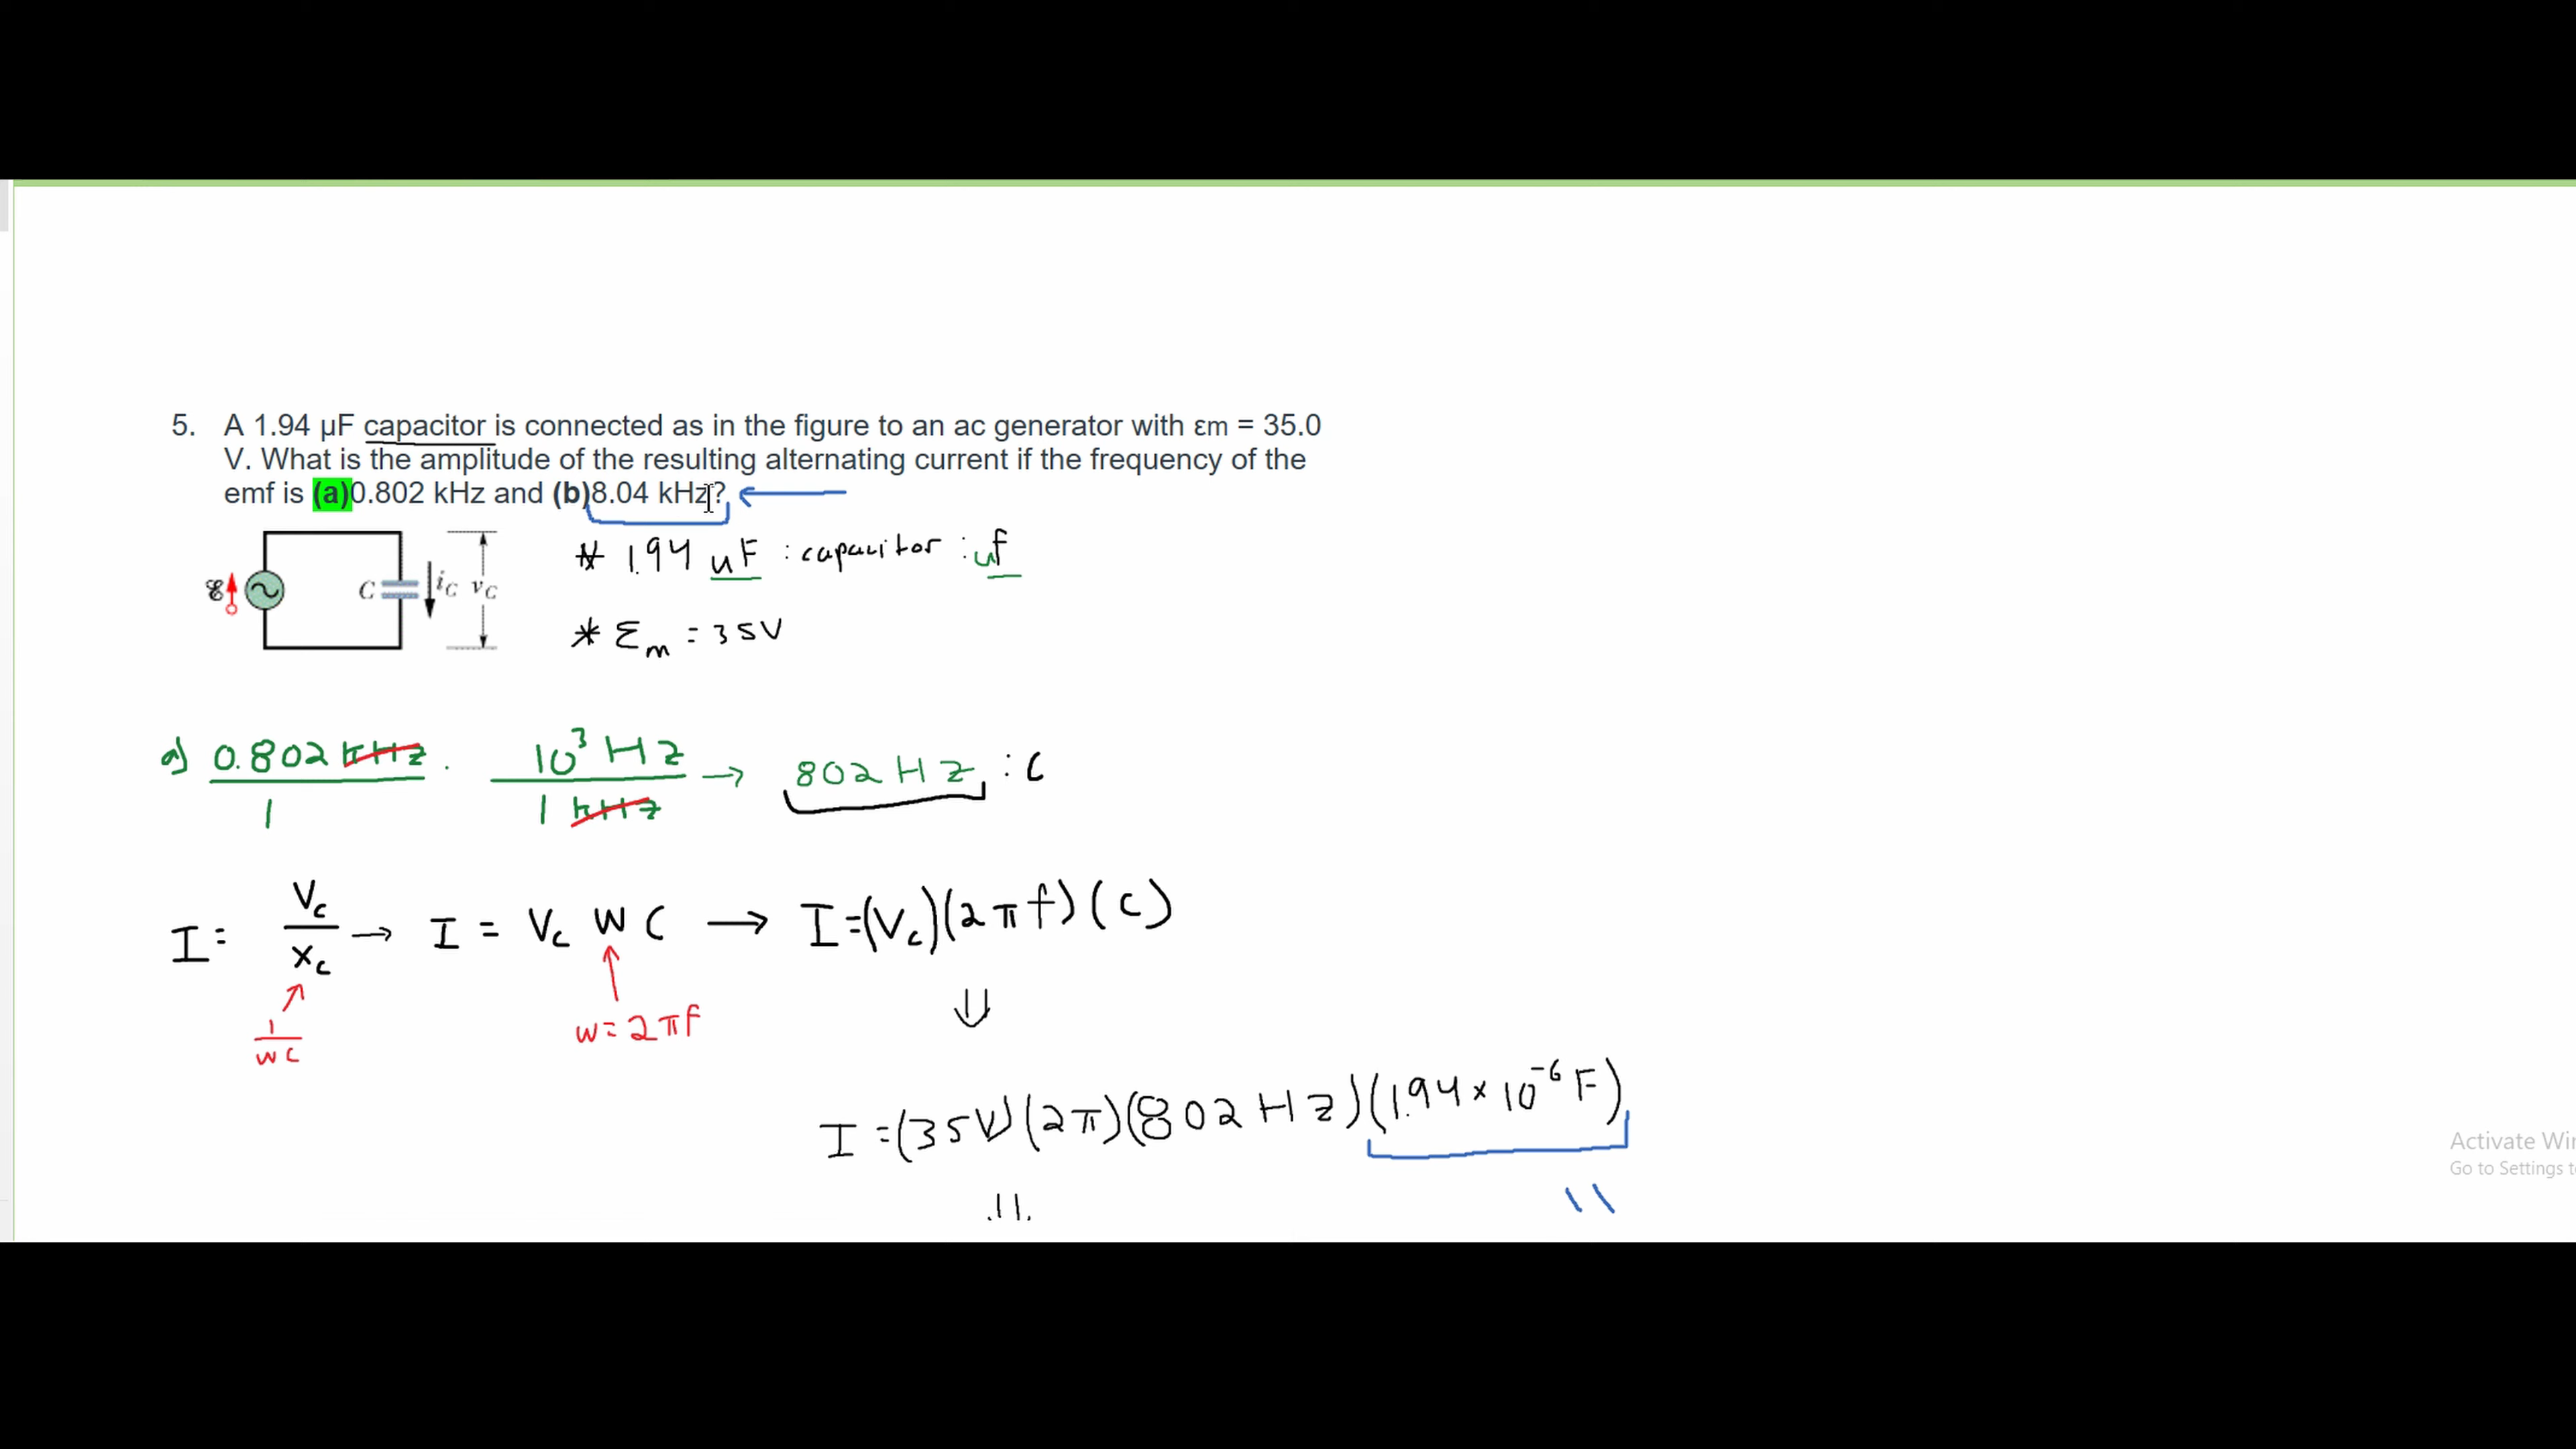 5. A 1.94 μF capacitor is connected as in the figure to an ac generator with εm = 35.0
V. What is the amplitude of the resulting alternating current if the frequency of the
emf is (a)0.802 kHz and (b)8.04 kHz?
* 1.94 uF : capacitor : uf
ℰ C iC vC
* Σm = 35V
a) 0.802 kHz / 1 · 10³ Hz / 1 kHz → 802 Hz : C
I = Vc / Xc → I = Vc W C → I=(Vc)(2πf)(C)
1 / WC
w=2πf
⇓
I =(35V)(2π)(802 Hz)(1.94 x 10⁻⁶ F)
Activate Wi
Go to Settings t